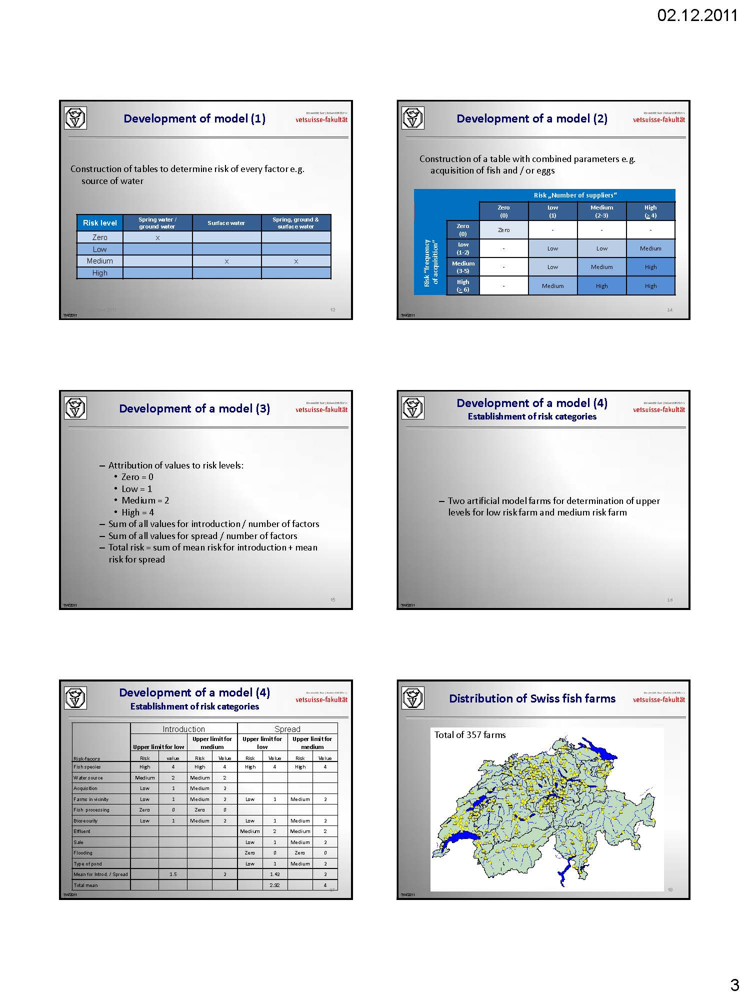 02.12.2011
Development of model (1)
vetsuisse-fakultät
Construction of tables to determine risk of every factor e.g.
source of water
Risk level Spring water / ground water Surface water Spring, ground & surface water
Zero x
Low
Medium x x
High
TW/2011
13
Development of a model (2)
vetsuisse-fakultät
Construction of a table with combined parameters e.g.
acquisition of fish and / or eggs
Risk „Number of suppliers“
Zero (0) Low (1) Medium (2-3) High (≥ 4)
Risk “frequency of acquisition”
Zero (0) Zero - - -
Low (1-2) - Low Low Medium
Medium (3-5) - Low Medium High
High (≥ 6) - Medium High High
TW/2011
14
Development of a model (3)
vetsuisse-fakultät
– Attribution of values to risk levels:
• Zero = 0
• Low = 1
• Medium = 2
• High = 4
– Sum of all values for introduction / number of factors
– Sum of all values for spread / number of factors
– Total risk = sum of mean risk for introduction + mean
risk for spread
TW/2011
15
Development of a model (4)
Establishment of risk categories
vetsuisse-fakultät
– Two artificial model farms for determination of upper
levels for low risk farm and medium risk farm
TW/2011
16
Development of a model (4)
Establishment of risk categories
vetsuisse-fakultät
Introduction Spread
Upper limit for low Upper limit for medium Upper limit for low Upper limit for medium
Risk-facors Risk value Risk Value Risk Value Risk Value
Fish species High 4 High 4 High 4 High 4
Water source Medium 2 Medium 2
Acquisition Low 1 Medium 2
Farms in vicinity Low 1 Medium 2 Low 1 Medium 2
Fish processing Zero 0 Zero 0
Biosecurity Low 1 Medium 2 Low 1 Medium 2
Effluent Medium 2 Medium 2
Sale Low 1 Medium 2
Flooding Zero 0 Zero 0
Type of pond Low 1 Medium 2
Mean for Introd. / Spread 1.5 2 1.42 2
Total mean 2.92 4
TW/2011
17
Distribution of Swiss fish farms
vetsuisse-fakultät
Total of 357 farms
TW/2011
18
3